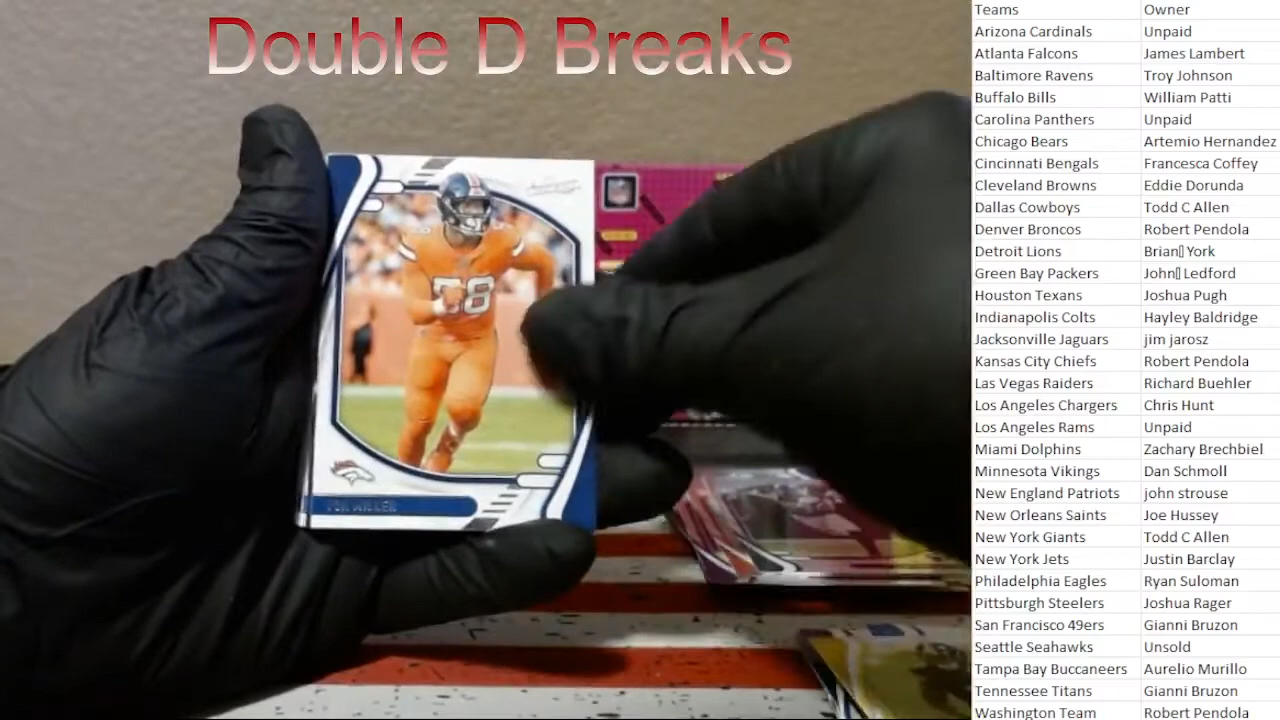 Double D Breaks
58
VON MILLER
Teams Owner
Arizona Cardinals Unpaid
Atlanta Falcons James Lambert
Baltimore Ravens Troy Johnson
Buffalo Bills William Patti
Carolina Panthers Unpaid
Chicago Bears Artemio Hernandez
Cincinnati Bengals Francesca Coffey
Cleveland Browns Eddie Dorunda
Dallas Cowboys Todd C Allen
Denver Broncos Robert Pendola
Detroit Lions Brian▯York
Green Bay Packers John▯Ledford
Houston Texans Joshua Pugh
Indianapolis Colts Hayley Baldridge
Jacksonville Jaguars jim jarosz
Kansas City Chiefs Robert Pendola
Las Vegas Raiders Richard Buehler
Los Angeles Chargers Chris Hunt
Los Angeles Rams Unpaid
Miami Dolphins Zachary Brechbiel
Minnesota Vikings Dan Schmoll
New England Patriots john strouse
New Orleans Saints Joe Hussey
New York Giants Todd C Allen
New York Jets Justin Barclay
Philadelphia Eagles Ryan Suloman
Pittsburgh Steelers Joshua Rager
San Francisco 49ers Gianni Bruzon
Seattle Seahawks Unsold
Tampa Bay Buccaneers Aurelio Murillo
Tennessee Titans Gianni Bruzon
Washington Team Robert Pendola